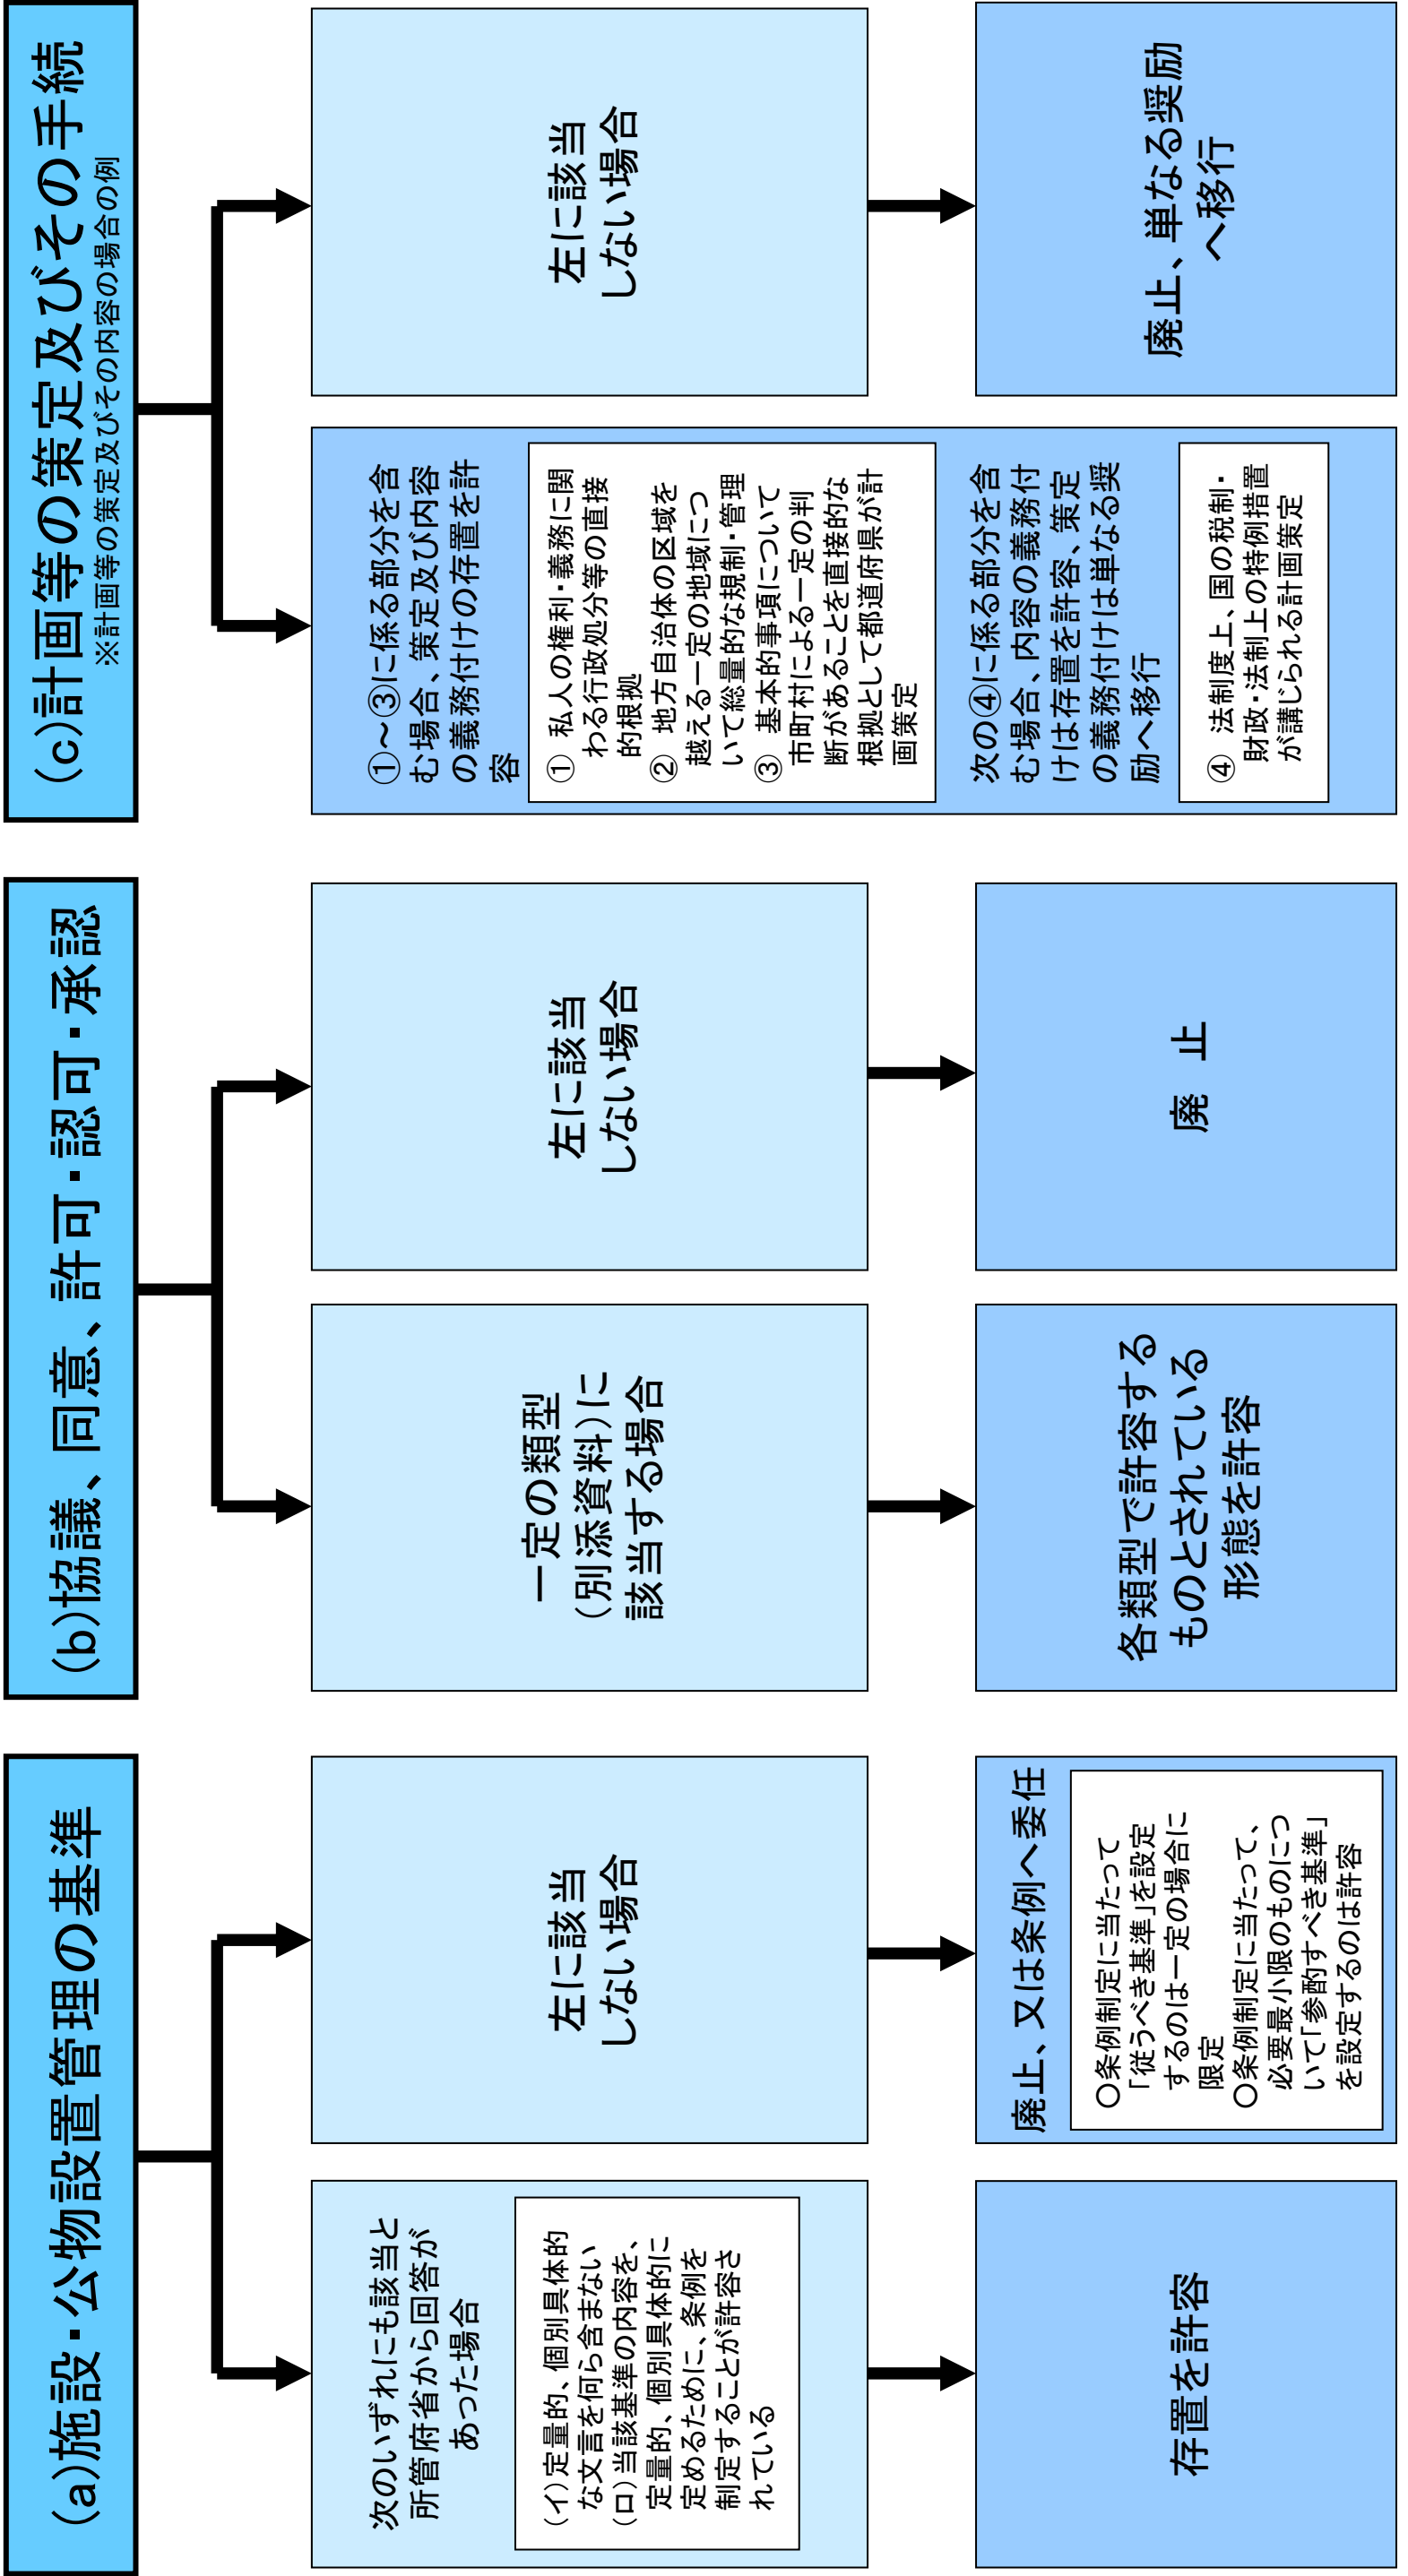 (a)施設・公物設置管理の基準
次のいずれにも該当と
所管府省から回答が
あった場合
(イ)定量的、個別具体的
な文言を何ら含まない
(ロ)当該基準の内容を、
定量的、個別具体的に
定めるために、条例を
制定することが許容さ
れている
存置を許容
左に該当
しない場合
廃止、又は条例へ委任
○条例制定に当たって
「従うべき基準」を設定
するのは一定の場合に
限定
○条例制定に当たって、
必要最小限のものにつ
いて「参酌すべき基準」
を設定するのは許容
(b)協議、同意、許可・認可・承認
一定の類型
(別添資料)に
該当する場合
各類型で許容する
ものとされている
形態を許容
左に該当
しない場合
廃 止
(c)計画等の策定及びその手続
※計画等の策定及びその内容の場合の例
①～③に係る部分を含
む場合、策定及び内容
の義務付けの存置を許
容
① 私人の権利・義務に関
わる行政処分等の直接
的根拠
② 地方自治体の区域を
越える一定の地域につ
いて総量的な規制・管理
③ 基本的事項について
市町村による一定の判
断があることを直接的な
根拠として都道府県が計
画策定
次の④に係る部分を含
む場合、内容の義務付
けは存置を許容、策定
の義務付けは単なる奨
励へ移行
④ 法制度上、国の税制・
財政・法制上の特例措置
が講じられる計画策定
左に該当
しない場合
廃止、単なる奨励
へ移行